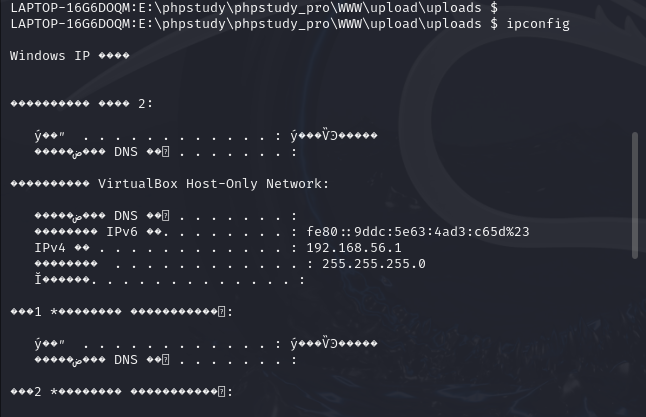 LAPTOP-16G6DOQM:E:\phpstudy\phpstudy_pro\WWW\upload\uploads $
LAPTOP-16G6DOQM:E:\phpstudy\phpstudy_pro\WWW\upload\uploads $ ipconfig
Windows IP ����
������������ ���� 2:
ý��״ . . . . . . . . . . . . : ý���ѶϿ�����
�����ض��� DNS ��׺ . . . . . . . :
����������� VirtualBox Host-Only Network:
�����ض��� DNS ��׺ . . . . . . . :
�������� IPv6 ��. . . . . . . . : fe80::9ddc:5e63:4ad3:c65d%23
IPv4 �� . . . . . . . . . . . . : 192.168.56.1
��������  . . . . . . . . . . . . : 255.255.255.0
Ĭ������. . . . . . . . . . . . . :
���1 *�������� �����������:
ý��״ . . . . . . . . . . . . : ý���ѶϿ�����
�����ض��� DNS ��׺ . . . . . . . :
���2 *�������� �����������: